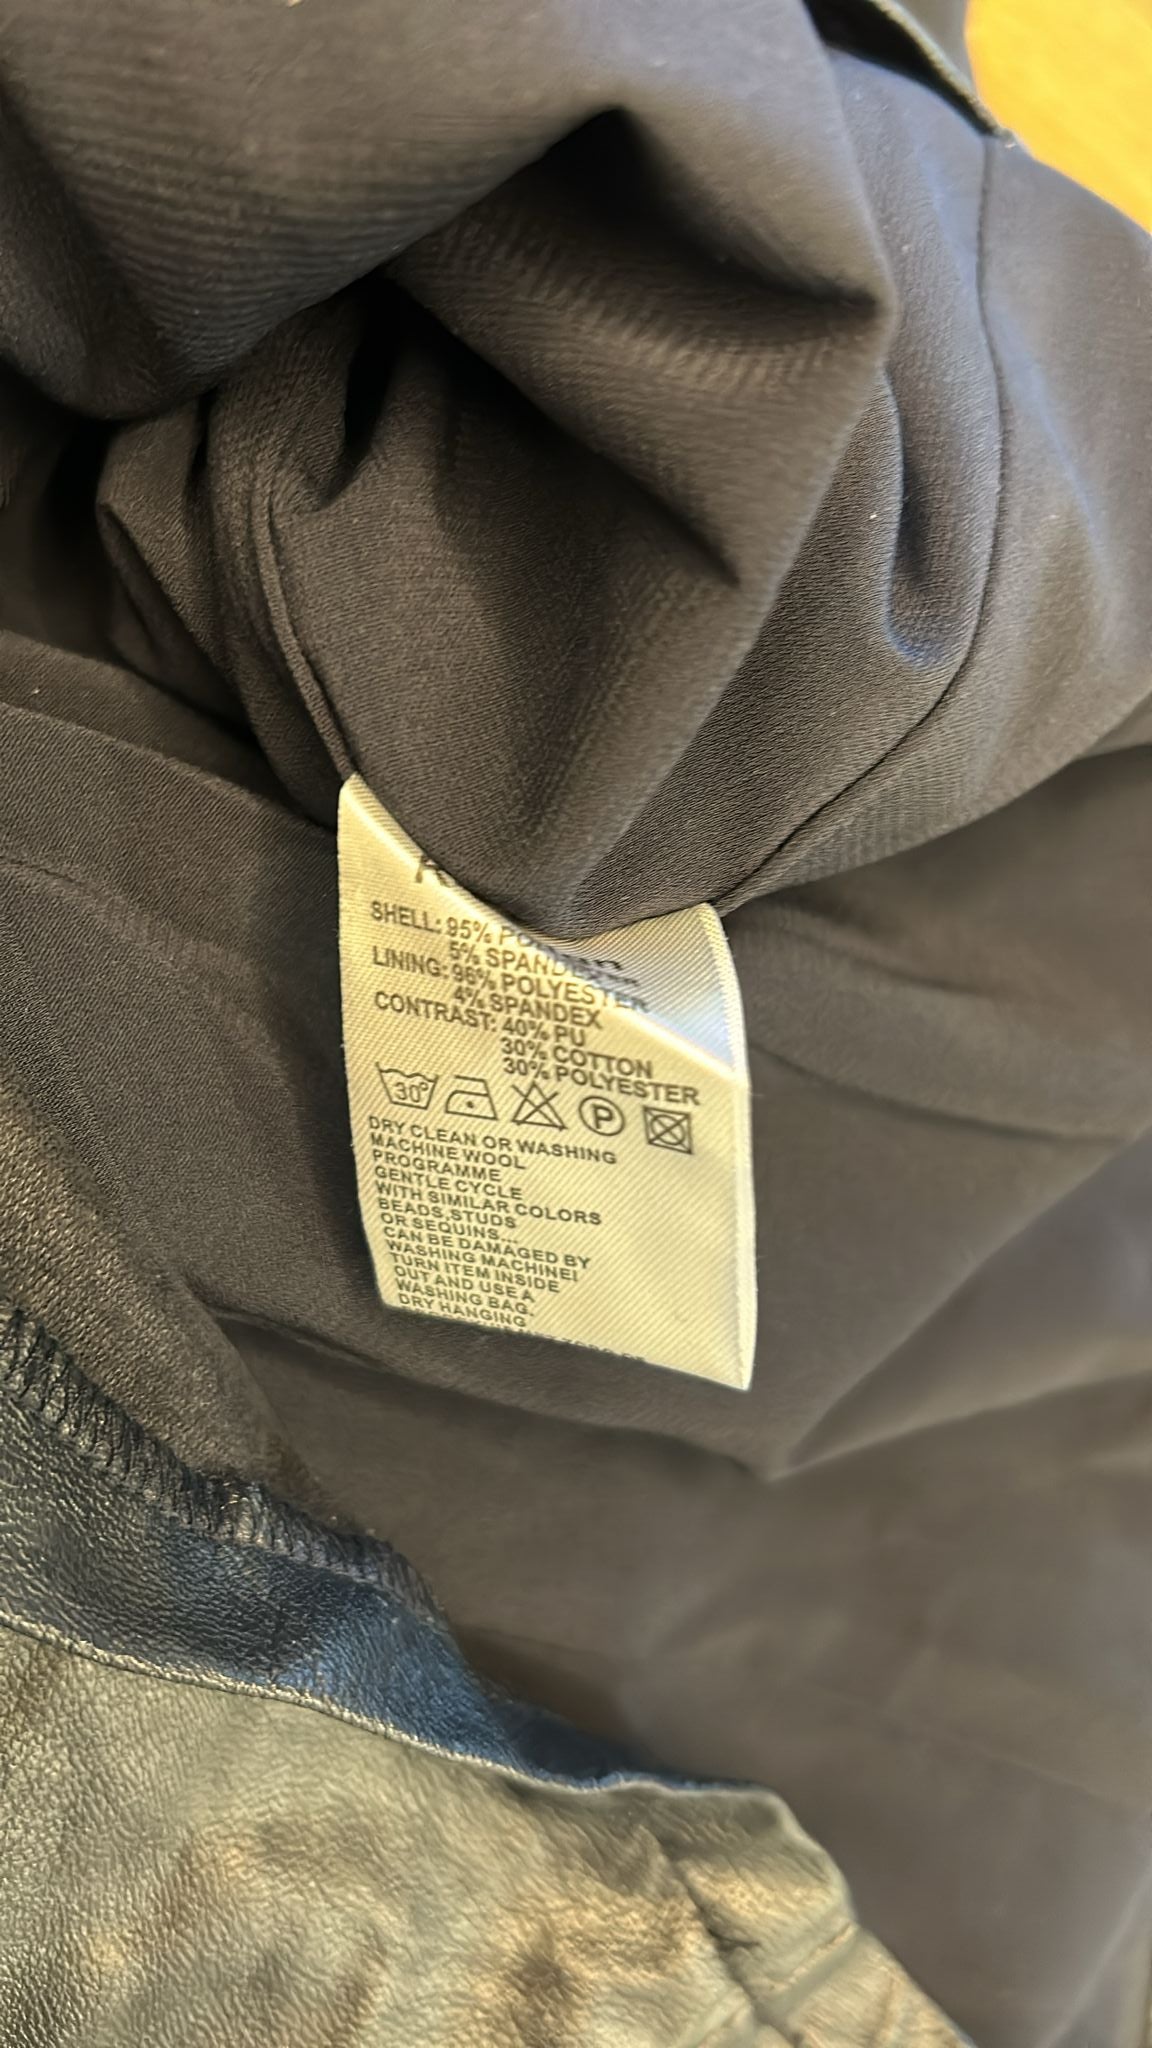 SHELL: 95%
5% SPANDEX
LINING: 96% POLYESTER
4% SPANDEX
CONTRAST: 40% PU
30% COTTON
30% POLYESTER
30° P
DRY CLEAN OR WASHING
MACHINE WOOL
PROGRAMME
GENTLE CYCLE
WITH SIMILAR COLORS
BEADS,STUDS
OR SEQUINS...
CAN BE DAMAGED BY
WASHING MACHINE!
TURN ITEM INSIDE
OUT AND USE A
WASHING BAG.
DRY HANGING